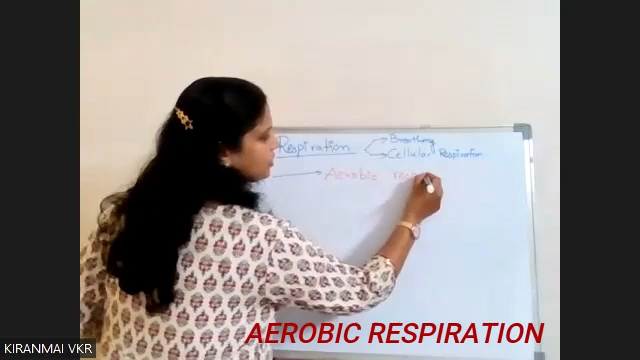 Respiration
Breathing
Cellular Respiration
Aerobic
AEROBIC RESPIRATION
KIRANMAI VKR